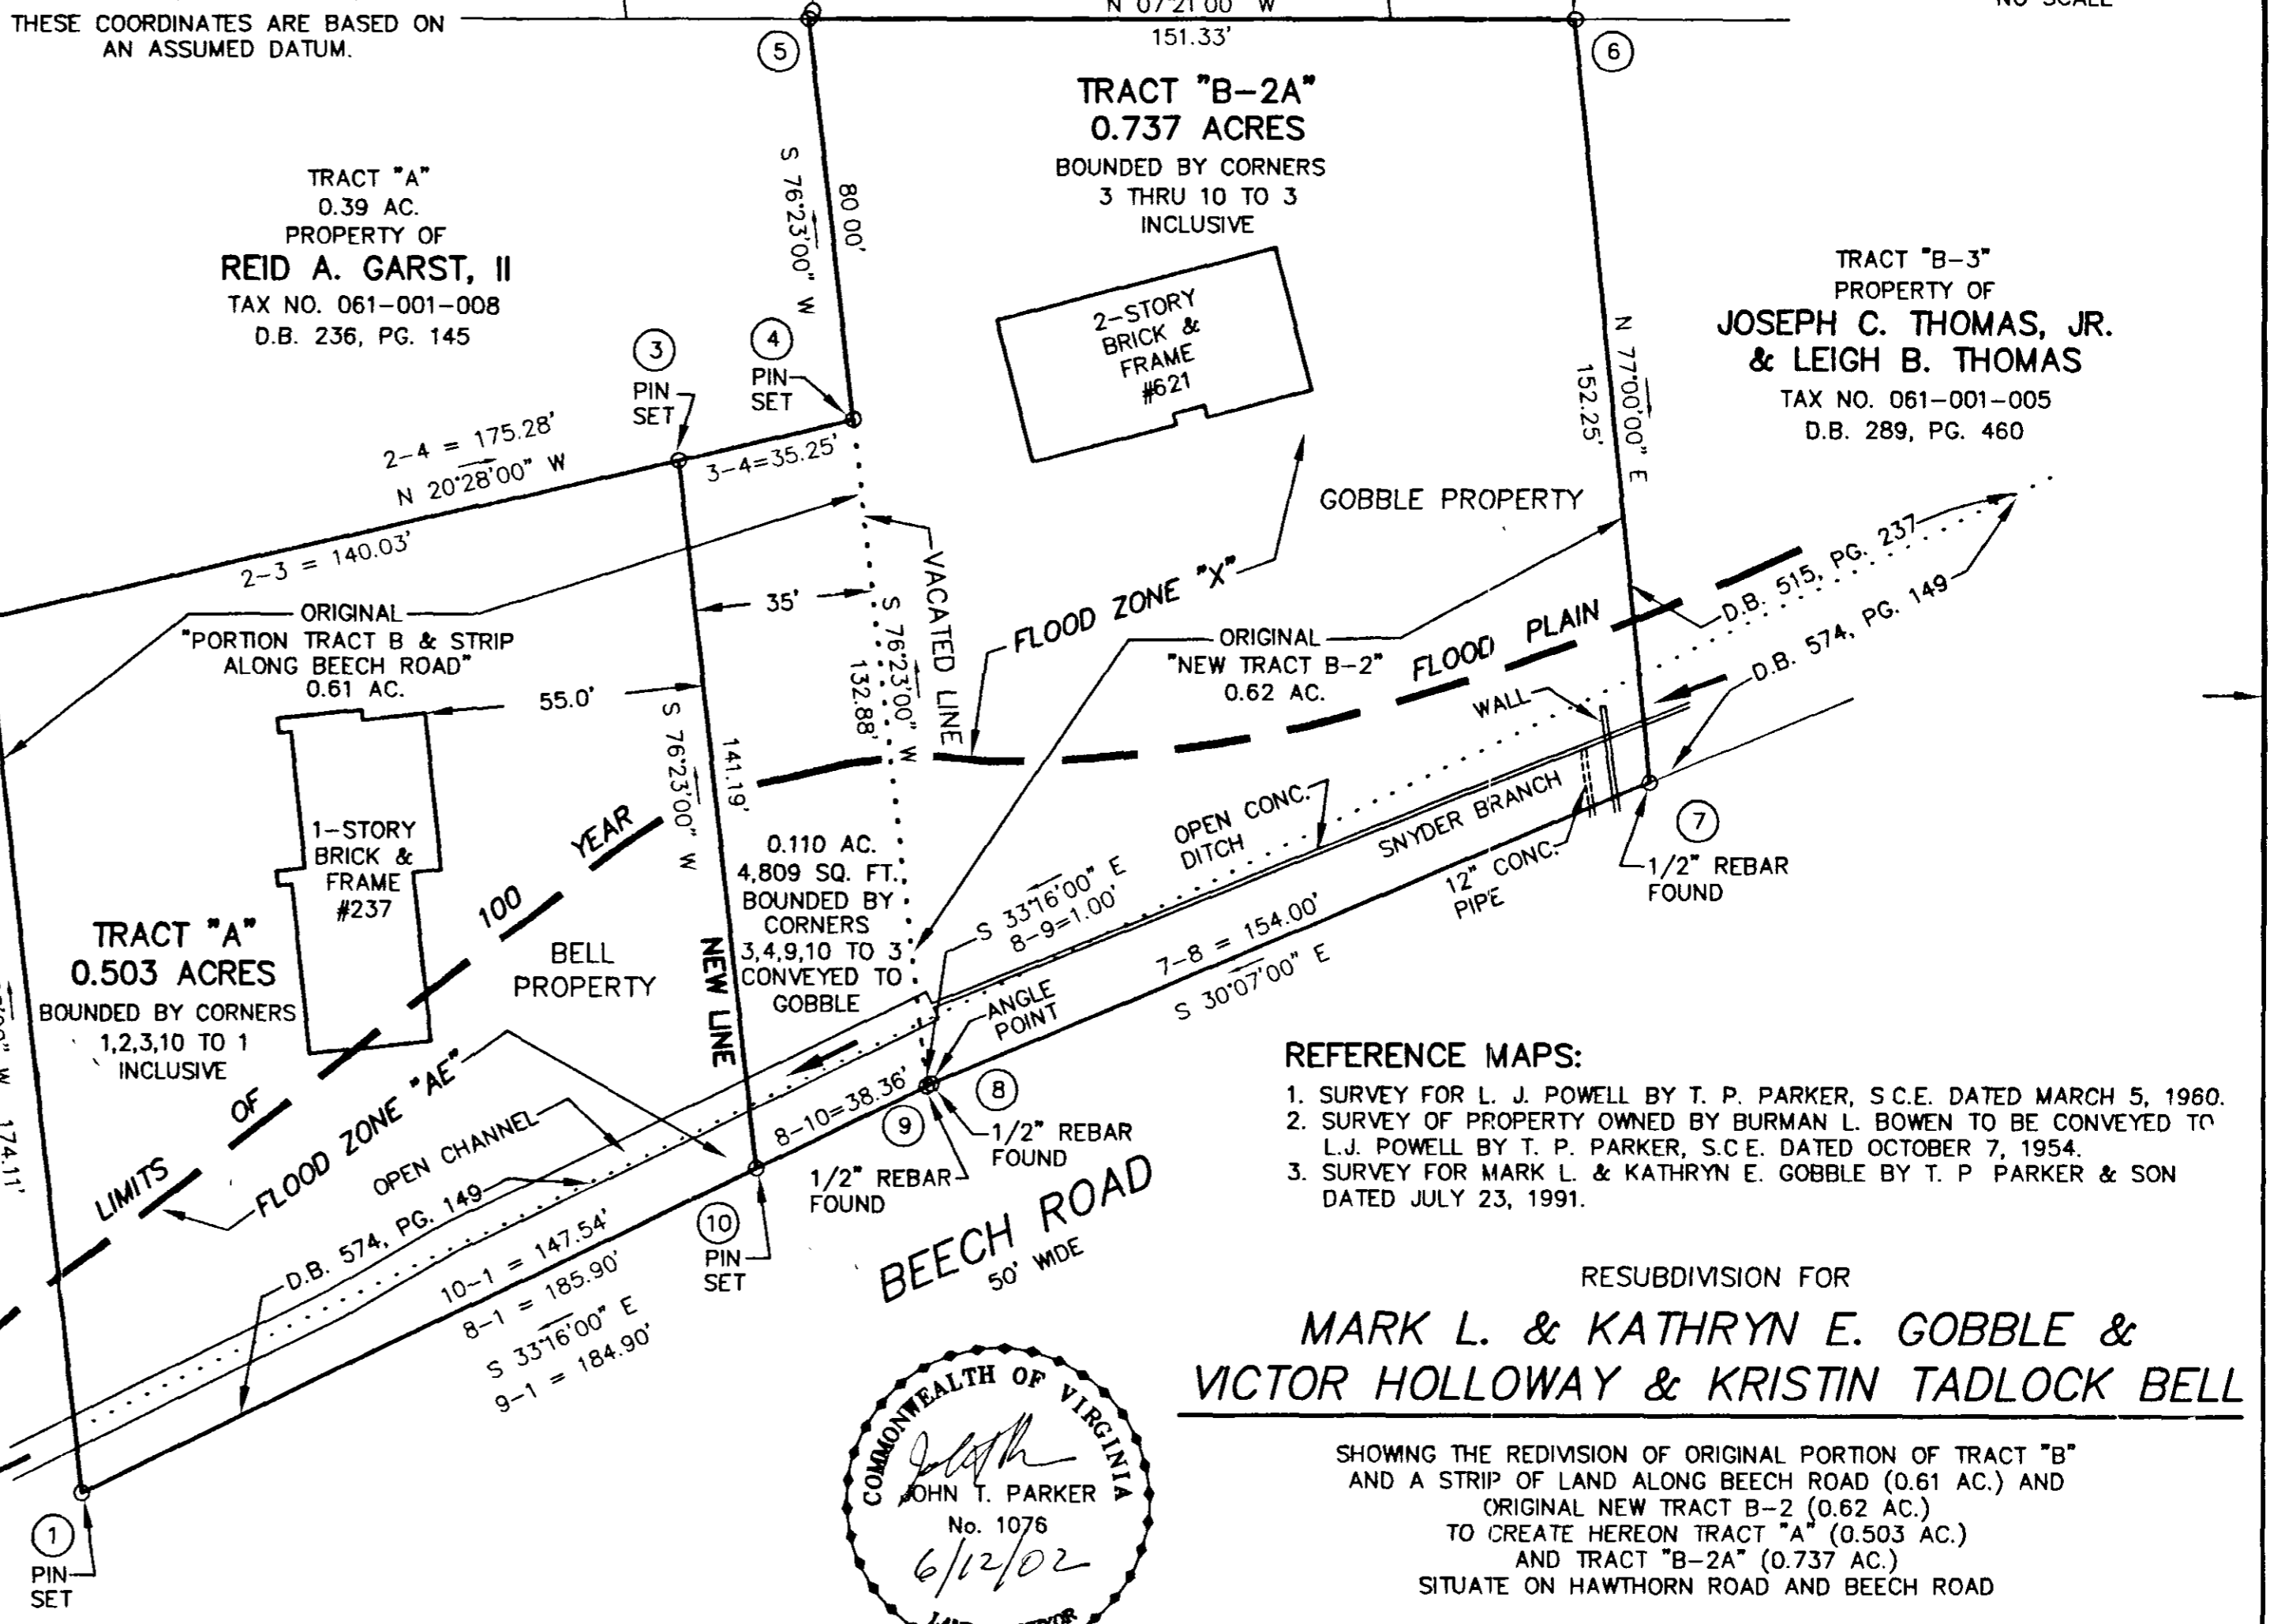 THESE COORDINATES ARE BASED ON
AN ASSUMED DATUM.
N 07°21'00" W
151.33'
NO SCALE
5
6
TRACT "B-2A"
0.737 ACRES
BOUNDED BY CORNERS
3 THRU 10 TO 3
INCLUSIVE
S 76°23'00" W
80 00'
TRACT "A"
0.39 AC.
PROPERTY OF
REID A. GARST, II
TAX NO. 061-001-008
D.B. 236, PG. 145
2-STORY
BRICK &
FRAME
#621
TRACT "B-3"
PROPERTY OF
JOSEPH C. THOMAS, JR.
& LEIGH B. THOMAS
TAX NO. 061-001-005
D.B. 289, PG. 460
N 77°00'00" E
152.25'
3
PIN
SET
4
PIN
SET
2-4 = 175.28'
N 20°28'00" W
3-4=35.25'
2-3 = 140.03'
GOBBLE PROPERTY
VACATED LINE
FLOOD ZONE "X"
35'
S 76°23'00" W
132.88'
ORIGINAL
"PORTION TRACT B & STRIP
ALONG BEECH ROAD"
0.61 AC.
55.0'
ORIGINAL
"NEW TRACT B-2"
0.62 AC.
FLOOD PLAIN
D.B. 515, PG. 237
D.B. 574, PG. 149
WALL
S 76°23'00" W
141.19'
NEW LINE
1-STORY
BRICK &
FRAME
#237
LIMITS OF 100 YEAR
0.110 AC.
4,809 SQ. FT.
BOUNDED BY
CORNERS
3,4,9,10 TO 3
CONVEYED TO
GOBBLE
OPEN CONC.
DITCH
SNYDER BRANCH
12" CONC.
PIPE
7
1/2" REBAR
FOUND
S 33°16'00" E
8-9=1.00'
7-8 = 154.00'
S 30°07'00" E
TRACT "A"
0.503 ACRES
BOUNDED BY CORNERS
1,2,3,10 TO 1
INCLUSIVE
BELL
PROPERTY
ANGLE
POINT
8
1/2" REBAR
FOUND
9
1/2" REBAR
FOUND
8-10=38.36'
FLOOD ZONE "AE"
OPEN CHANNEL
D.B. 574, PG. 149
W 174.11'
10-1 = 147.54'
8-1 = 185.90'
S 33°16'00" E
9-1 = 184.90'
10
PIN
SET
BEECH ROAD
50' WIDE
1
PIN
SET
REFERENCE MAPS:
1. SURVEY FOR L. J. POWELL BY T. P. PARKER, S C.E. DATED MARCH 5, 1960.
2. SURVEY OF PROPERTY OWNED BY BURMAN L. BOWEN TO BE CONVEYED TO
L.J. POWELL BY T. P. PARKER, S.C E. DATED OCTOBER 7, 1954.
3. SURVEY FOR MARK L. & KATHRYN E. GOBBLE BY T. P PARKER & SON
DATED JULY 23, 1991.
RESUBDIVISION FOR
MARK L. & KATHRYN E. GOBBLE &
VICTOR HOLLOWAY & KRISTIN TADLOCK BELL
SHOWING THE REDIVISION OF ORIGINAL PORTION OF TRACT "B"
AND A STRIP OF LAND ALONG BEECH ROAD (0.61 AC.) AND
ORIGINAL NEW TRACT B-2 (0.62 AC.)
TO CREATE HEREON TRACT "A" (0.503 AC.)
AND TRACT "B-2A" (0.737 AC.)
SITUATE ON HAWTHORN ROAD AND BEECH ROAD
COMMONWEALTH OF VIRGINIA
JOHN T. PARKER
No. 1076
6/12/02